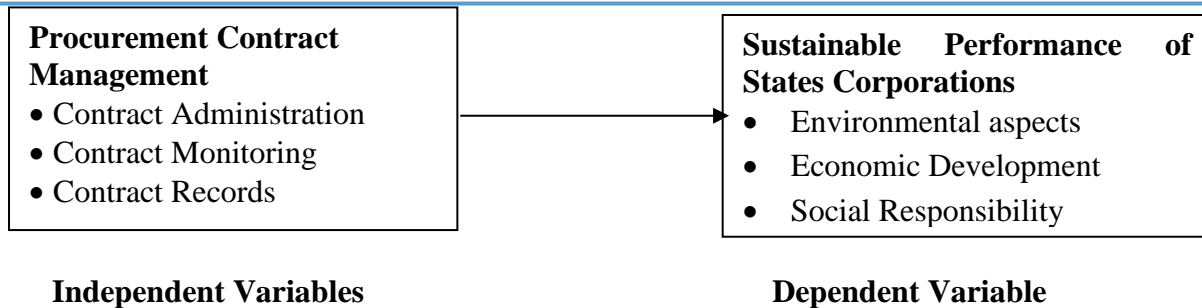 Procurement Contract
Management
• Contract Administration
• Contract Monitoring
• Contract Records
Independent Variables
Sustainable Performance of
States Corporations
• Environmental aspects
• Economic Development
• Social Responsibility
Dependent Variable